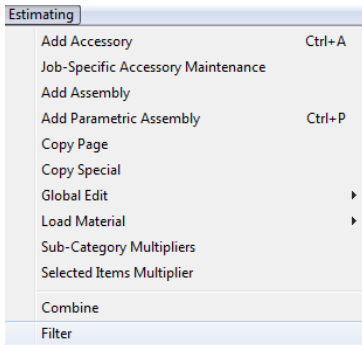 Estimating
Add Accessory Ctrl+A
Job-Specific Accessory Maintenance
Add Assembly
Add Parametric Assembly Ctrl+P
Copy Page
Copy Special
Global Edit
Load Material
Sub-Category Multipliers
Selected Items Multiplier
Combine
Filter